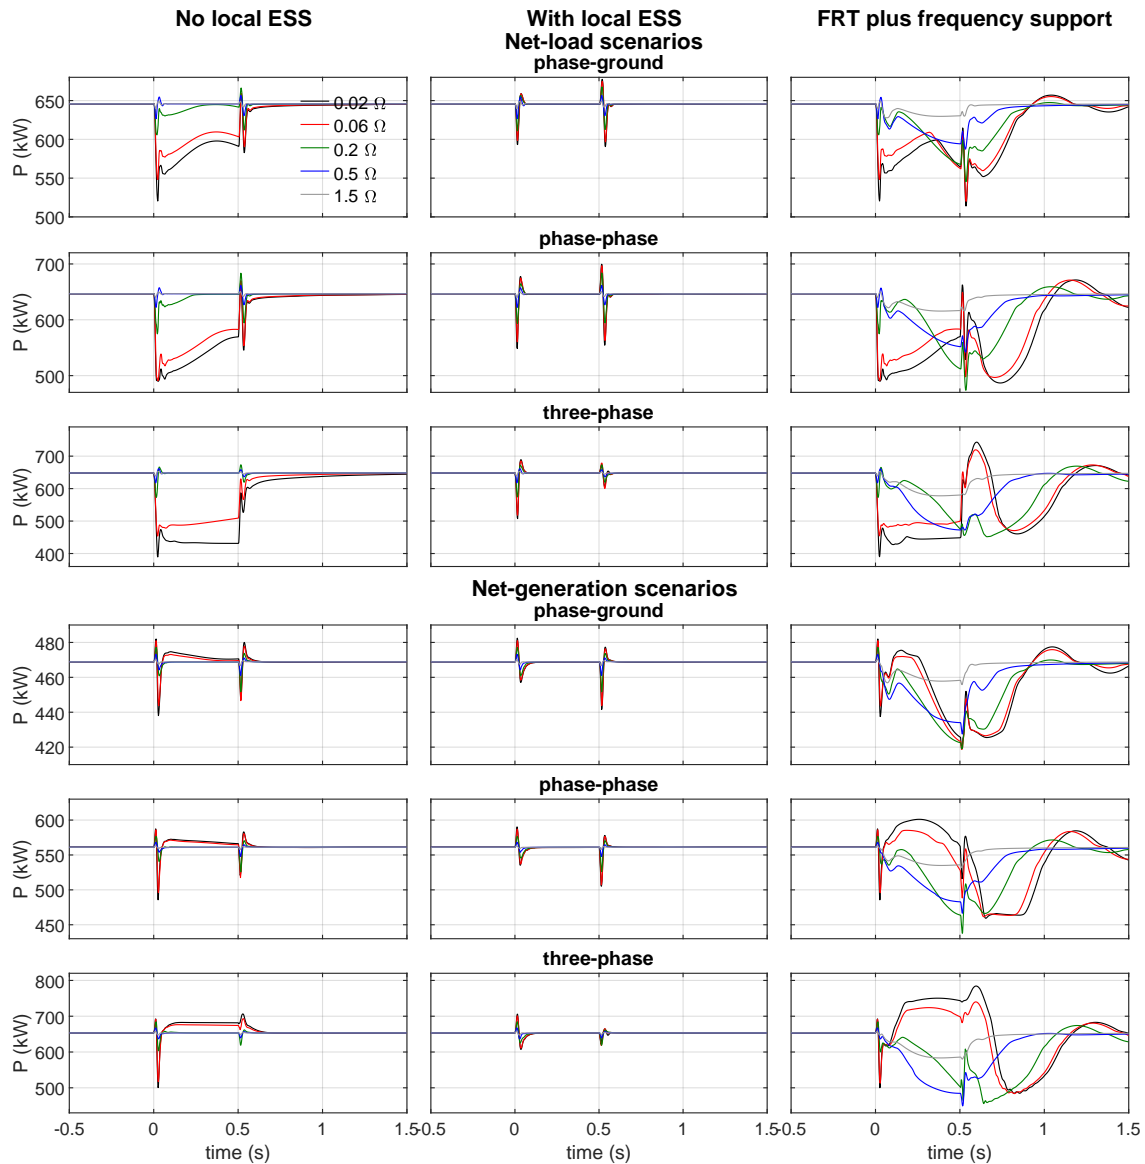 No local ESS
With local ESS
FRT plus frequency support
Net-load scenarios
phase-ground
650
600
550
500
P (kW)
0.02 Ω
0.06 Ω
0.2 Ω
0.5 Ω
1.5 Ω
phase-phase
700
600
500
P (kW)
three-phase
700
600
500
400
P (kW)
Net-generation scenarios
phase-ground
480
460
440
420
P (kW)
phase-phase
600
550
500
450
P (kW)
three-phase
800
700
600
500
P (kW)
-0.5 0 0.5 1 1.5
-0.5 0 0.5 1 1.5
-0.5 0 0.5 1 1.5
time (s)
time (s)
time (s)